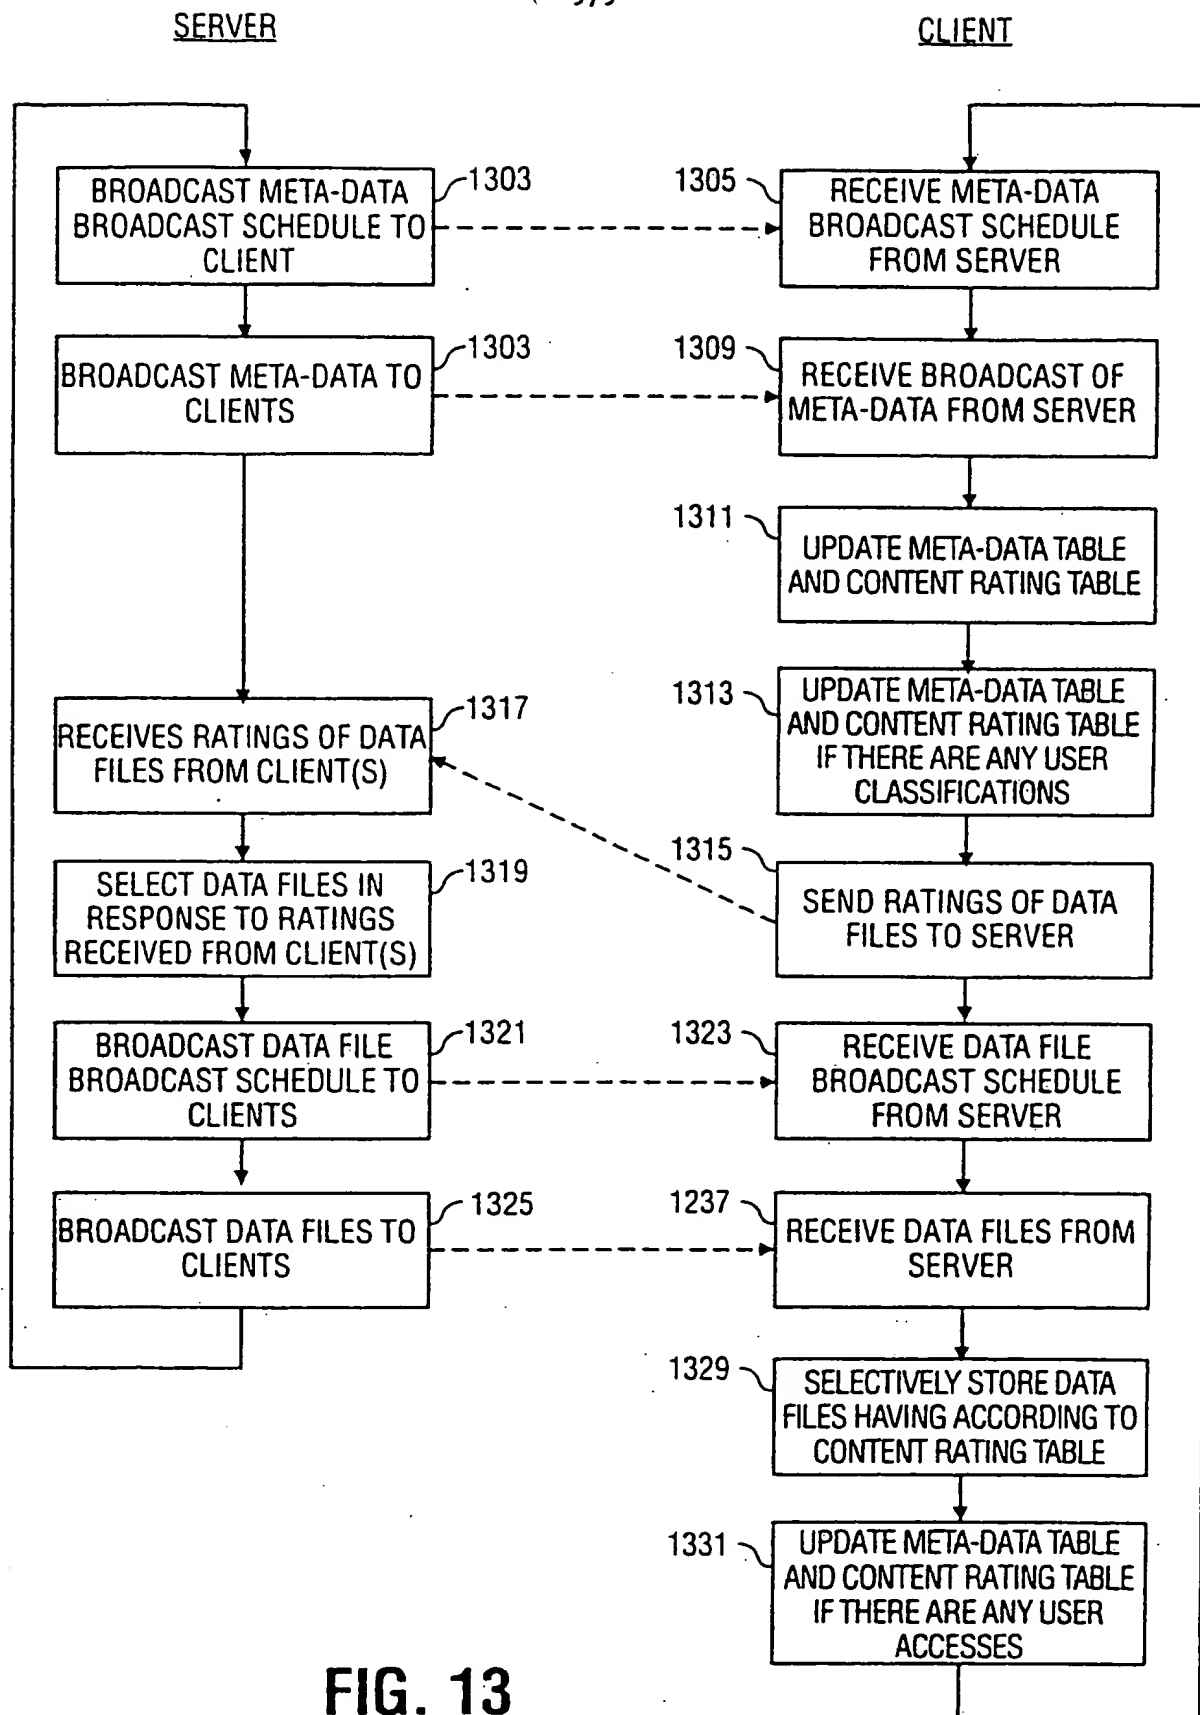 SERVER
CLIENT
BROADCAST META-DATA
BROADCAST SCHEDULE TO
CLIENT
1303
1305
RECEIVE META-DATA
BROADCAST SCHEDULE
FROM SERVER
BROADCAST META-DATA TO
CLIENTS
1303
1309
RECEIVE BROADCAST OF
META-DATA FROM SERVER
1311
UPDATE META-DATA TABLE
AND CONTENT RATING TABLE
1313
UPDATE META-DATA TABLE
AND CONTENT RATING TABLE
IF THERE ARE ANY USER
CLASSIFICATIONS
RECEIVES RATINGS OF DATA
FILES FROM CLIENT(S)
1317
1315
SEND RATINGS OF DATA
FILES TO SERVER
SELECT DATA FILES IN
RESPONSE TO RATINGS
RECEIVED FROM CLIENT(S)
1319
BROADCAST DATA FILE
BROADCAST SCHEDULE TO
CLIENTS
1321
1323
RECEIVE DATA FILE
BROADCAST SCHEDULE
FROM SERVER
BROADCAST DATA FILES TO
CLIENTS
1325
1237
RECEIVE DATA FILES FROM
SERVER
1329
SELECTIVELY STORE DATA
FILES HAVING ACCORDING TO
CONTENT RATING TABLE
1331
UPDATE META-DATA TABLE
AND CONTENT RATING TABLE
IF THERE ARE ANY USER
ACCESSES
FIG. 13